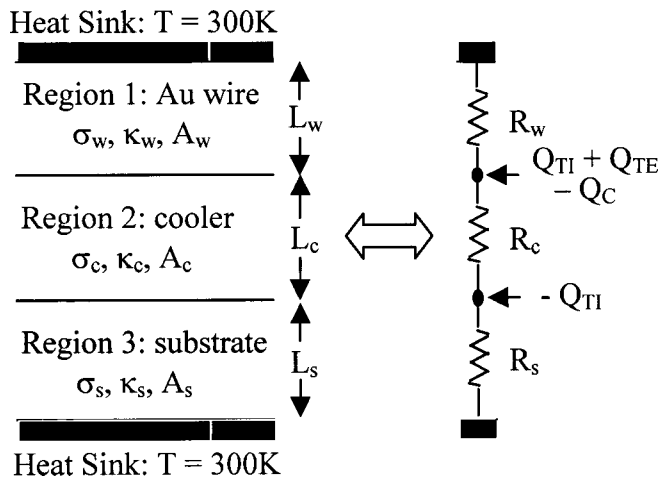 Heat Sink: T = 300K
Region 1: Au wire
σw, κw, Aw
Lw
Region 2: cooler
σc, κc, Ac
Lc
Region 3: substrate
σs, κs, As
Ls
Heat Sink: T = 300K
Rw
QTI + QTE
− QC
Rc
- QTI
Rs